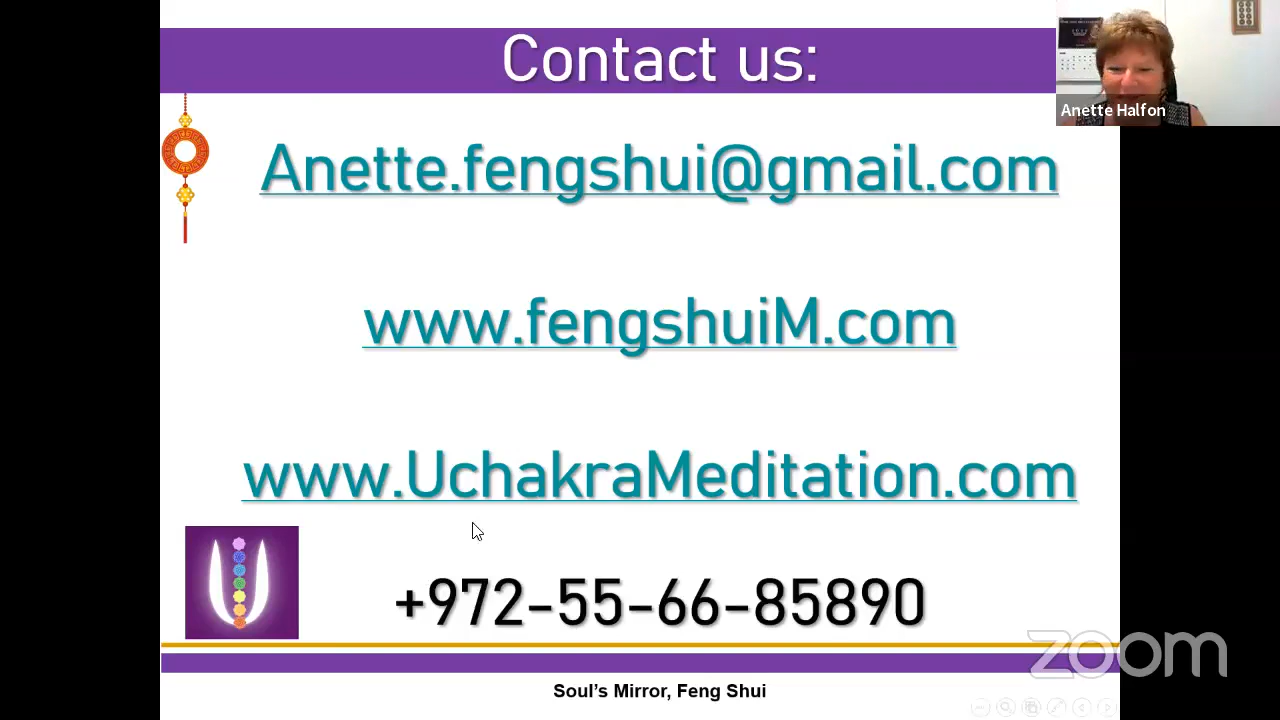 Contact us:
Anette Halfon
Anette.fengshui@gmail.com
www.fengshuiM.com
www.UchakraMeditation.com
+972-55-66-85890
zoom
Soul's Mirror, Feng Shui